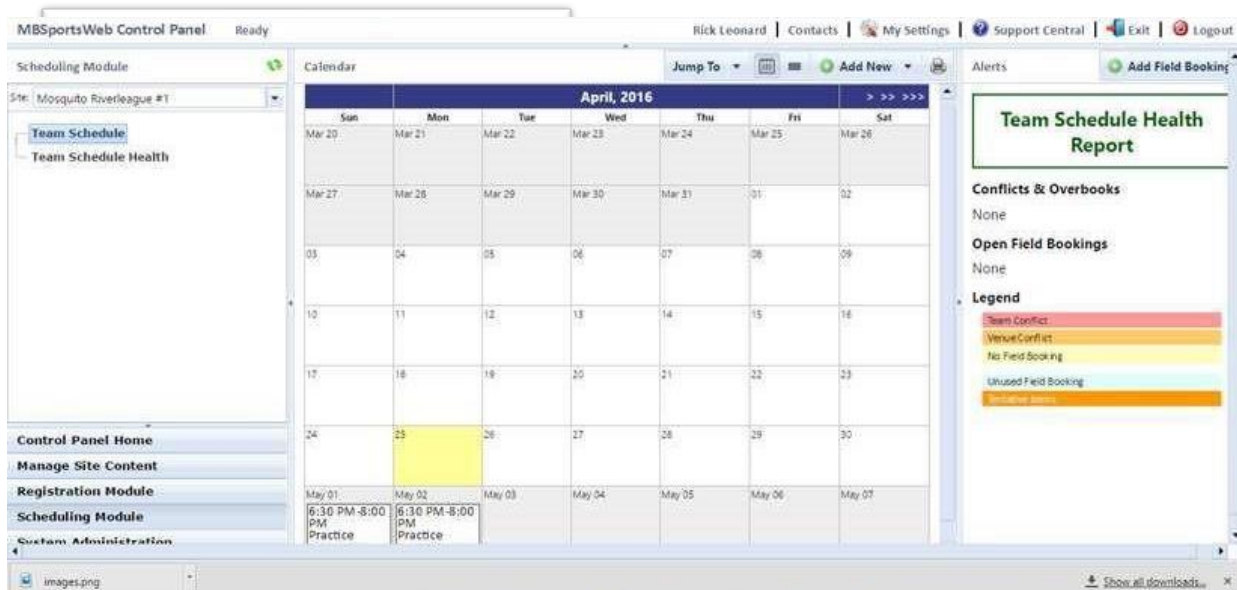 MBSportsWeb Control Panel Ready Rick Leonard | Contacts | My Settings | Support Central | Exit | Logout
Scheduling Module
Site: Mosquito Riverleague #1
Team Schedule
Team Schedule Health
Control Panel Home
Manage Site Content
Registration Module
Scheduling Module
System Administration
Calendar Jump To Add New
April, 2016 > >> >>>
Sun Mon Tue Wed Thu Fri Sat
Mar 20 Mar 21 Mar 22 Mar 23 Mar 24 Mar 25 Mar 26
Mar 27 Mar 28 Mar 29 Mar 30 Mar 31 01 02
03 04 05 06 07 08 09
10 11 12 13 14 15 16
17 18 19 20 21 22 23
24 25 26 27 28 29 30
May 01 May 02 May 03 May 04 May 05 May 06 May 07
6:30 PM-8:00 6:30 PM-8:00
PM PM
Practice Practice
Alerts Add Field Booking
Team Schedule Health
Report
Conflicts & Overbooks
None
Open Field Bookings
None
Legend
Team Conflict
Venue Conflict
No Field Booking
Unused Field Booking
Tentative
images.png Show all downloads...